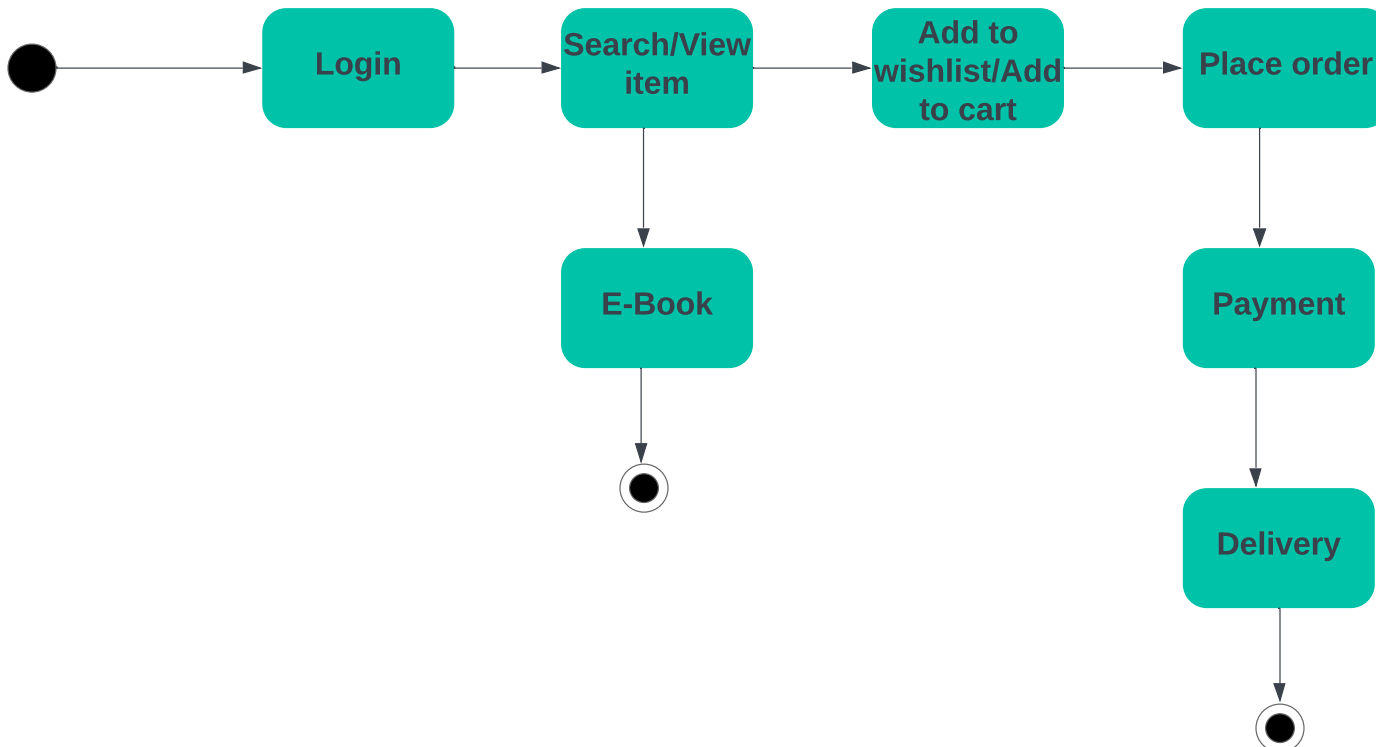 Login
Search/View
item
Add to
wishlist/Add
to cart
Place order
E-Book
Payment
Delivery